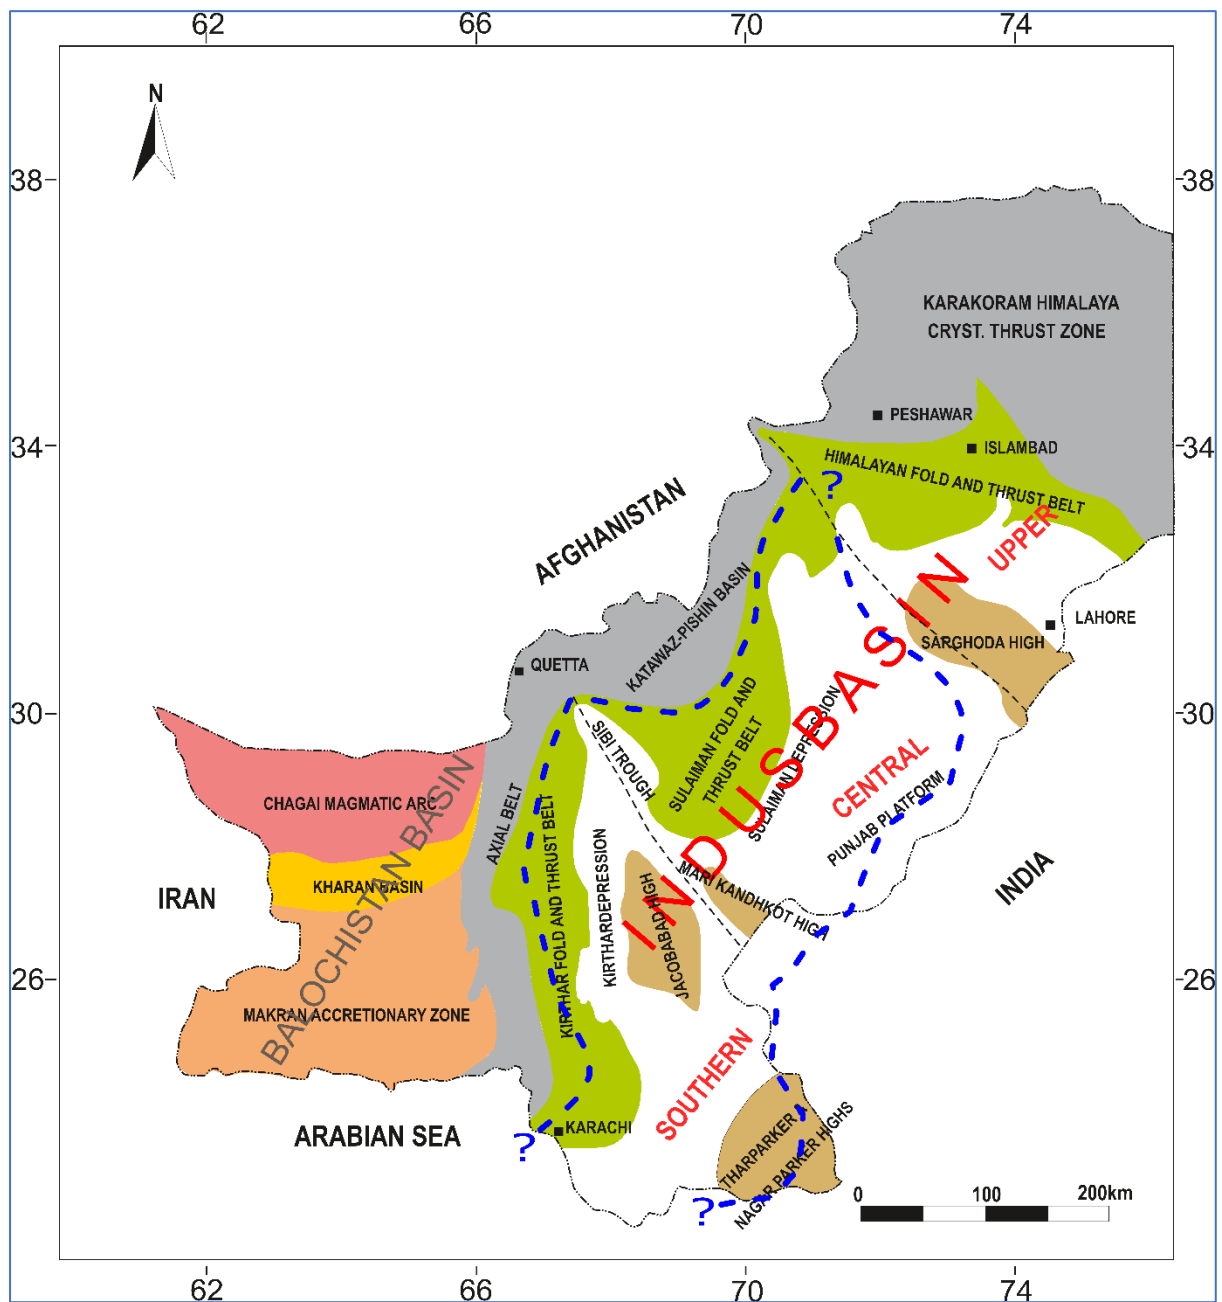 62 66 70 74
N
38 38
KARAKORAM HIMALAYA
CRYST. THRUST ZONE
PESHAWAR
34 34
ISLAMBAD
HIMALAYAN FOLD AND THRUST BELT
?
AFGHANISTAN
UPPER
INDUS BASIN
KATAWAZ-PISHIN BASIN
LAHORE
SARGHODA HIGH
QUETTA
30 30
SIBI TROUGH
SULAIMAN FOLD AND
THRUST BELT
SULAIMAN DEPRESSION
CENTRAL
PUNJAB PLATFORM
CHAGAI MAGMATIC ARC
BALOCHISTAN BASIN
AXIAL BELT
KIRTHAR FOLD AND THRUST BELT
KIRTHARDEPRESSION
JACOBABAD HIGH
MARI KANDHKOT HIGH
INDIA
IRAN
KHARAN BASIN
26 26
MAKRAN ACCRETIONARY ZONE
SOUTHERN
ARABIAN SEA
KARACHI
?
THARPARKER &
NAGAR PARKER HIGHS
?
0 100 200km
62 66 70 74